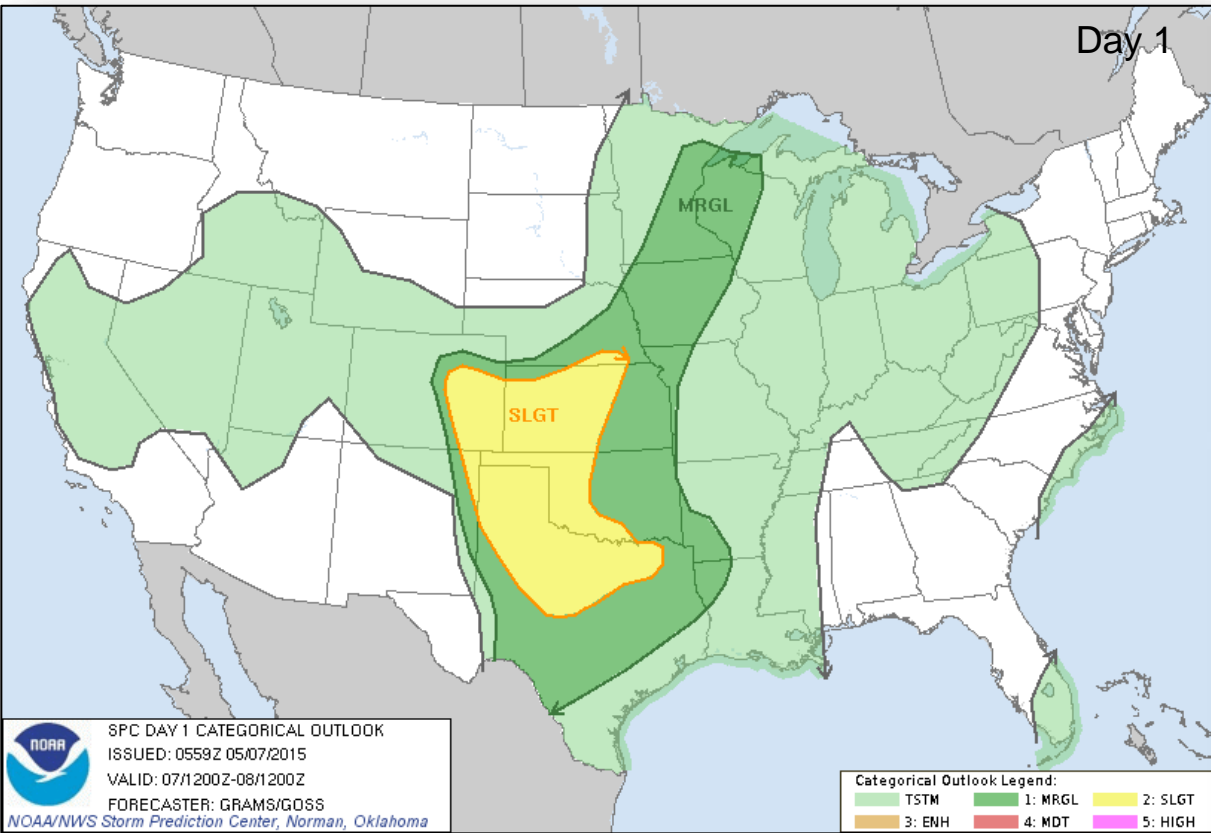 Day 1
MRGL
SLGT
NOAA
SPC DAY 1 CATEGORICAL OUTLOOK
ISSUED: 0559Z 05/07/2015
VALID: 07/1200Z-08/1200Z
FORECASTER: GRAMS/GOSS
NOAA/NWS Storm Prediction Center, Norman, Oklahoma
Categorical Outlook Legend:
TSTM 1: MRGL 2: SLGT
3: ENH 4: MDT 5: HIGH